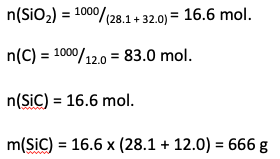 n(SiO₂) = ¹⁰⁰⁰/₍₂₈.₁ ₊ ₃₂.₀₎ = 16.6 mol.
n(C) = ¹⁰⁰⁰/₁₂.₀ = 83.0 mol.
n(SiC) = 16.6 mol.
m(SiC) = 16.6 x (28.1 + 12.0) = 666 g